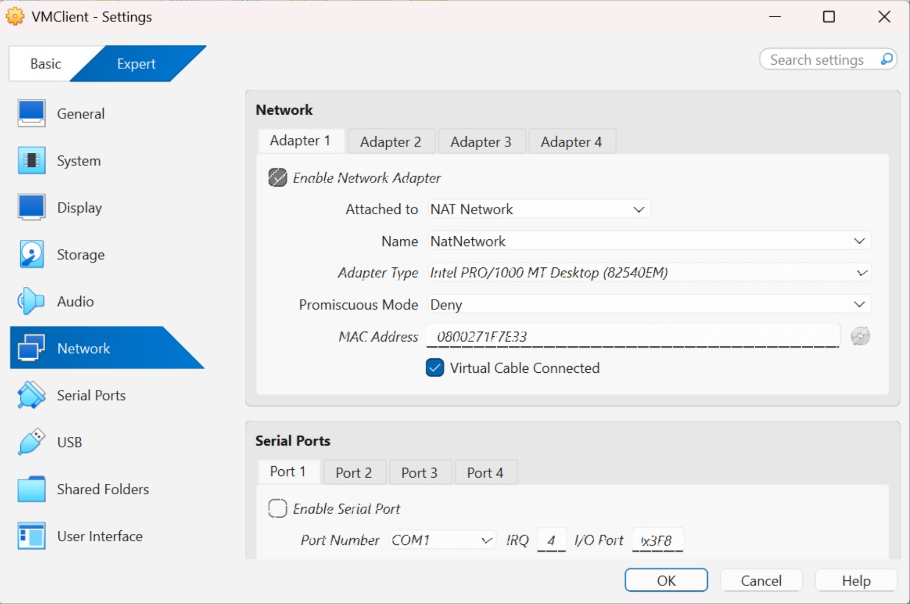 VMClient - Settings
Basic
Expert
Search settings
General
System
Display
Storage
Audio
Network
Serial Ports
USB
Shared Folders
User Interface
Network
Adapter 1 Adapter 2 Adapter 3 Adapter 4
Enable Network Adapter
Attached to NAT Network
Name NatNetwork
Adapter Type Intel PRO/1000 MT Desktop (82540EM)
Promiscuous Mode Deny
MAC Address 0800271F7E33
Virtual Cable Connected
Serial Ports
Port 1 Port 2 Port 3 Port 4
Enable Serial Port
Port Number COM1 IRQ 4 I/O Port 0x3F8
OK Cancel Help